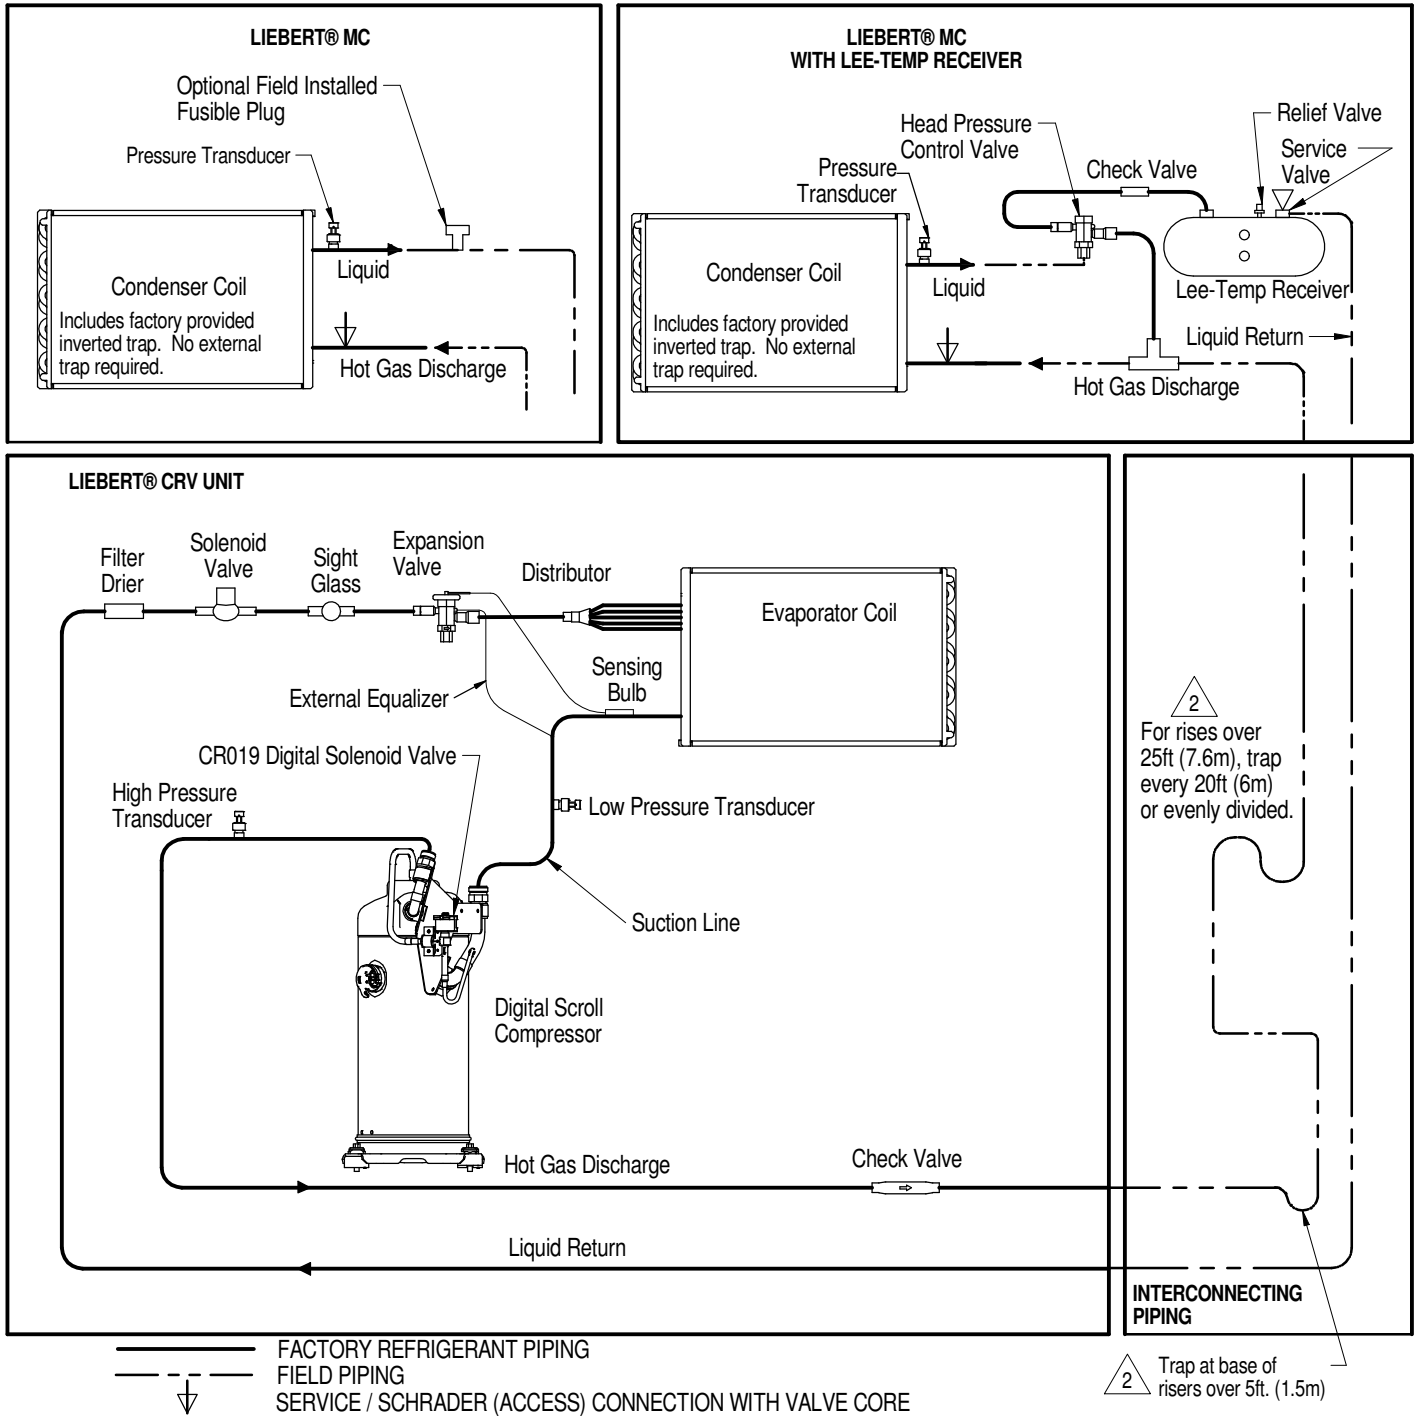 LIEBERT® MC
Optional Field Installed
Fusible Plug
Pressure Transducer
Liquid
Condenser Coil
Includes factory provided
inverted trap. No external
trap required.
Hot Gas Discharge
LIEBERT® MC
WITH LEE-TEMP RECEIVER
Relief Valve
Head Pressure
Control Valve
Service
Valve
Check Valve
Pressure
Transducer
Condenser Coil
Liquid
Lee-Temp Receiver
Includes factory provided
inverted trap. No external
trap required.
Liquid Return
Hot Gas Discharge
LIEBERT® CRV UNIT
Filter
Drier
Solenoid
Valve
Sight
Glass
Expansion
Valve
Distributor
Evaporator Coil
Sensing
Bulb
External Equalizer
CR019 Digital Solenoid Valve
High Pressure
Transducer
Low Pressure Transducer
Suction Line
Digital Scroll
Compressor
Hot Gas Discharge
Check Valve
Liquid Return
2
For rises over
25ft (7.6m), trap
every 20ft (6m)
or evenly divided.
INTERCONNECTING
PIPING
FACTORY REFRIGERANT PIPING
FIELD PIPING
SERVICE / SCHRADER (ACCESS) CONNECTION WITH VALVE CORE
2
Trap at base of
risers over 5ft. (1.5m)